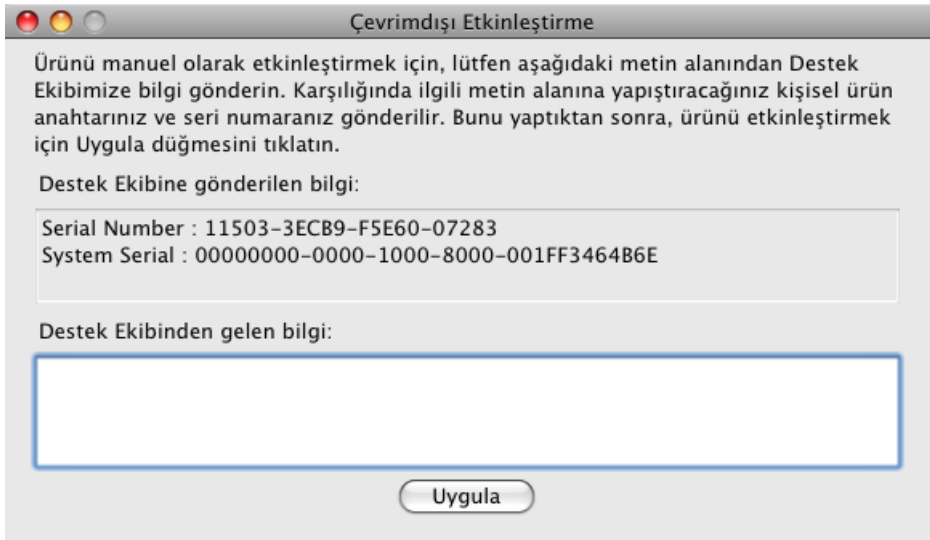 Çevrimdışı Etkinleştirme
Ürünü manuel olarak etkinleştirmek için, lütfen aşağıdaki metin alanından Destek
Ekibimize bilgi gönderin. Karşılığında ilgili metin alanına yapıştıracağınız kişisel ürün
anahtarınız ve seri numaranız gönderilir. Bunu yaptıktan sonra, ürünü etkinleştirmek
için Uygula düğmesini tıklatın.
Destek Ekibine gönderilen bilgi:
Serial Number : 11503-3ECB9-F5E60-07283
System Serial : 00000000-0000-1000-8000-001FF3464B6E
Destek Ekibinden gelen bilgi:
Uygula